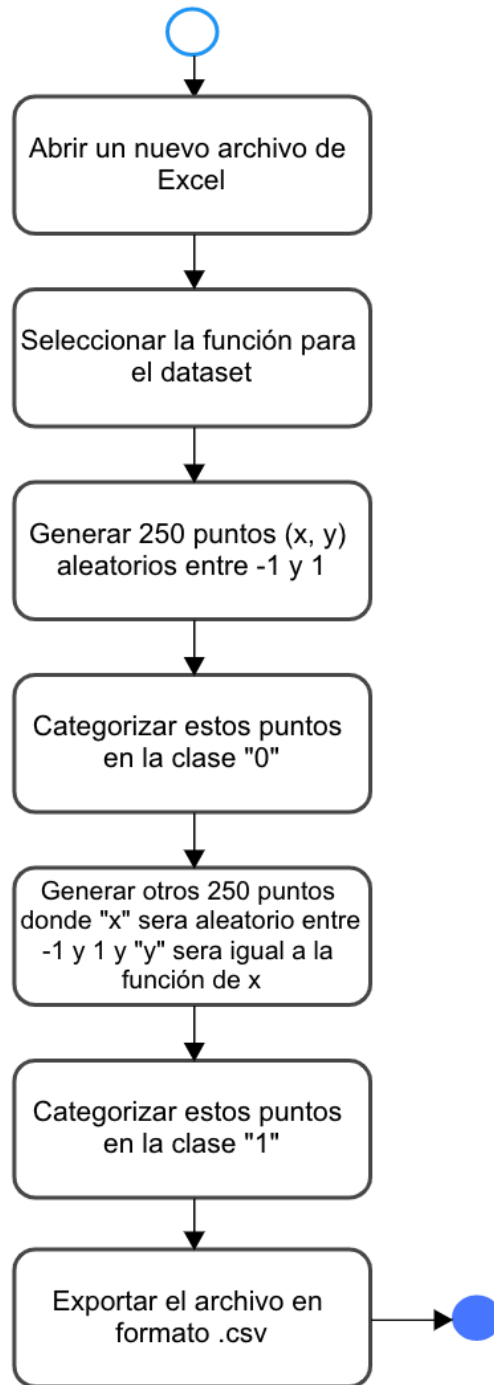 Abrir un nuevo archivo de
Excel
Seleccionar la función para
el dataset
Generar 250 puntos (x, y)
aleatorios entre -1 y 1
Categorizar estos puntos
en la clase "0"
Generar otros 250 puntos
donde "x" sera aleatorio entre
-1 y 1 y "y" sera igual a la
función de x
Categorizar estos puntos
en la clase "1"
Exportar el archivo en
formato .csv